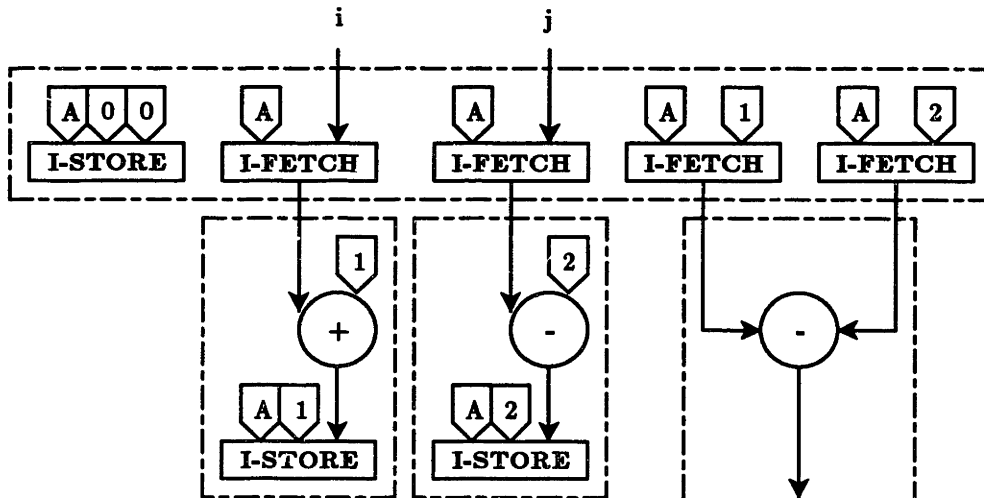 i j
A 0 0 A A A 1 A 2
I-STORE I-FETCH I-FETCH I-FETCH I-FETCH
1 2
+ - -
A 1 A 2
I-STORE I-STORE